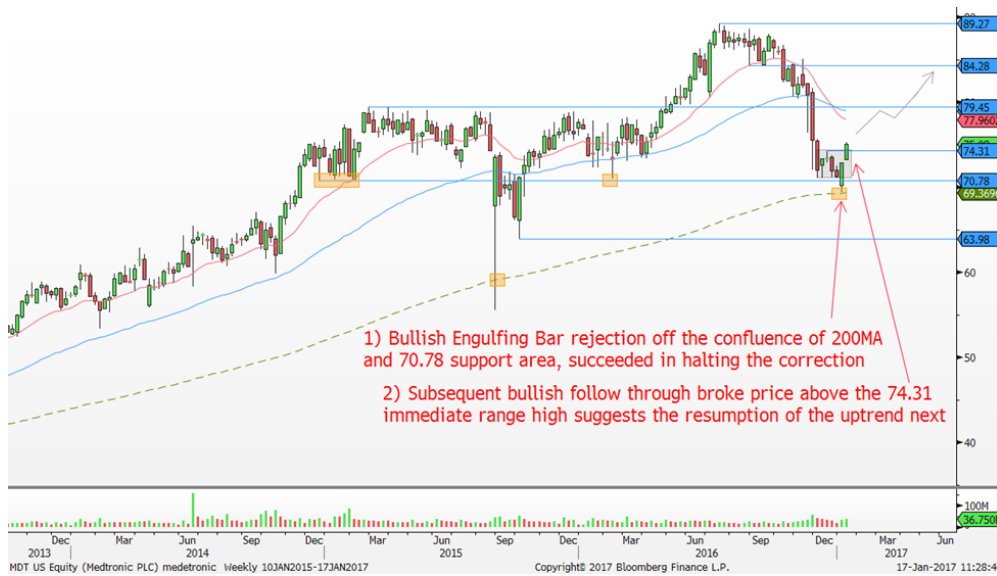 89.27
84.28
79.45
77.960
74.31
70.78
69.369
63.98
60
50
40
1) Bullish Engulfing Bar rejection off the confluence of 200MA
and 70.78 support area, succeeded in halting the correction
2) Subsequent bullish follow through broke price above the 74.31
immediate range high suggests the resumption of the uptrend next
100M
36.750
Dec Mar Jun Sep Dec Mar Jun Sep Dec Mar Jun Sep Dec Mar Jun
2013 2014 2015 2016 2017
MDT US Equity (Medtronic PLC) medetronic Weekly 10JAN2015-17JAN2017 Copyright© 2017 Bloomberg Finance L.P. 17-Jan-2017 11:28:4